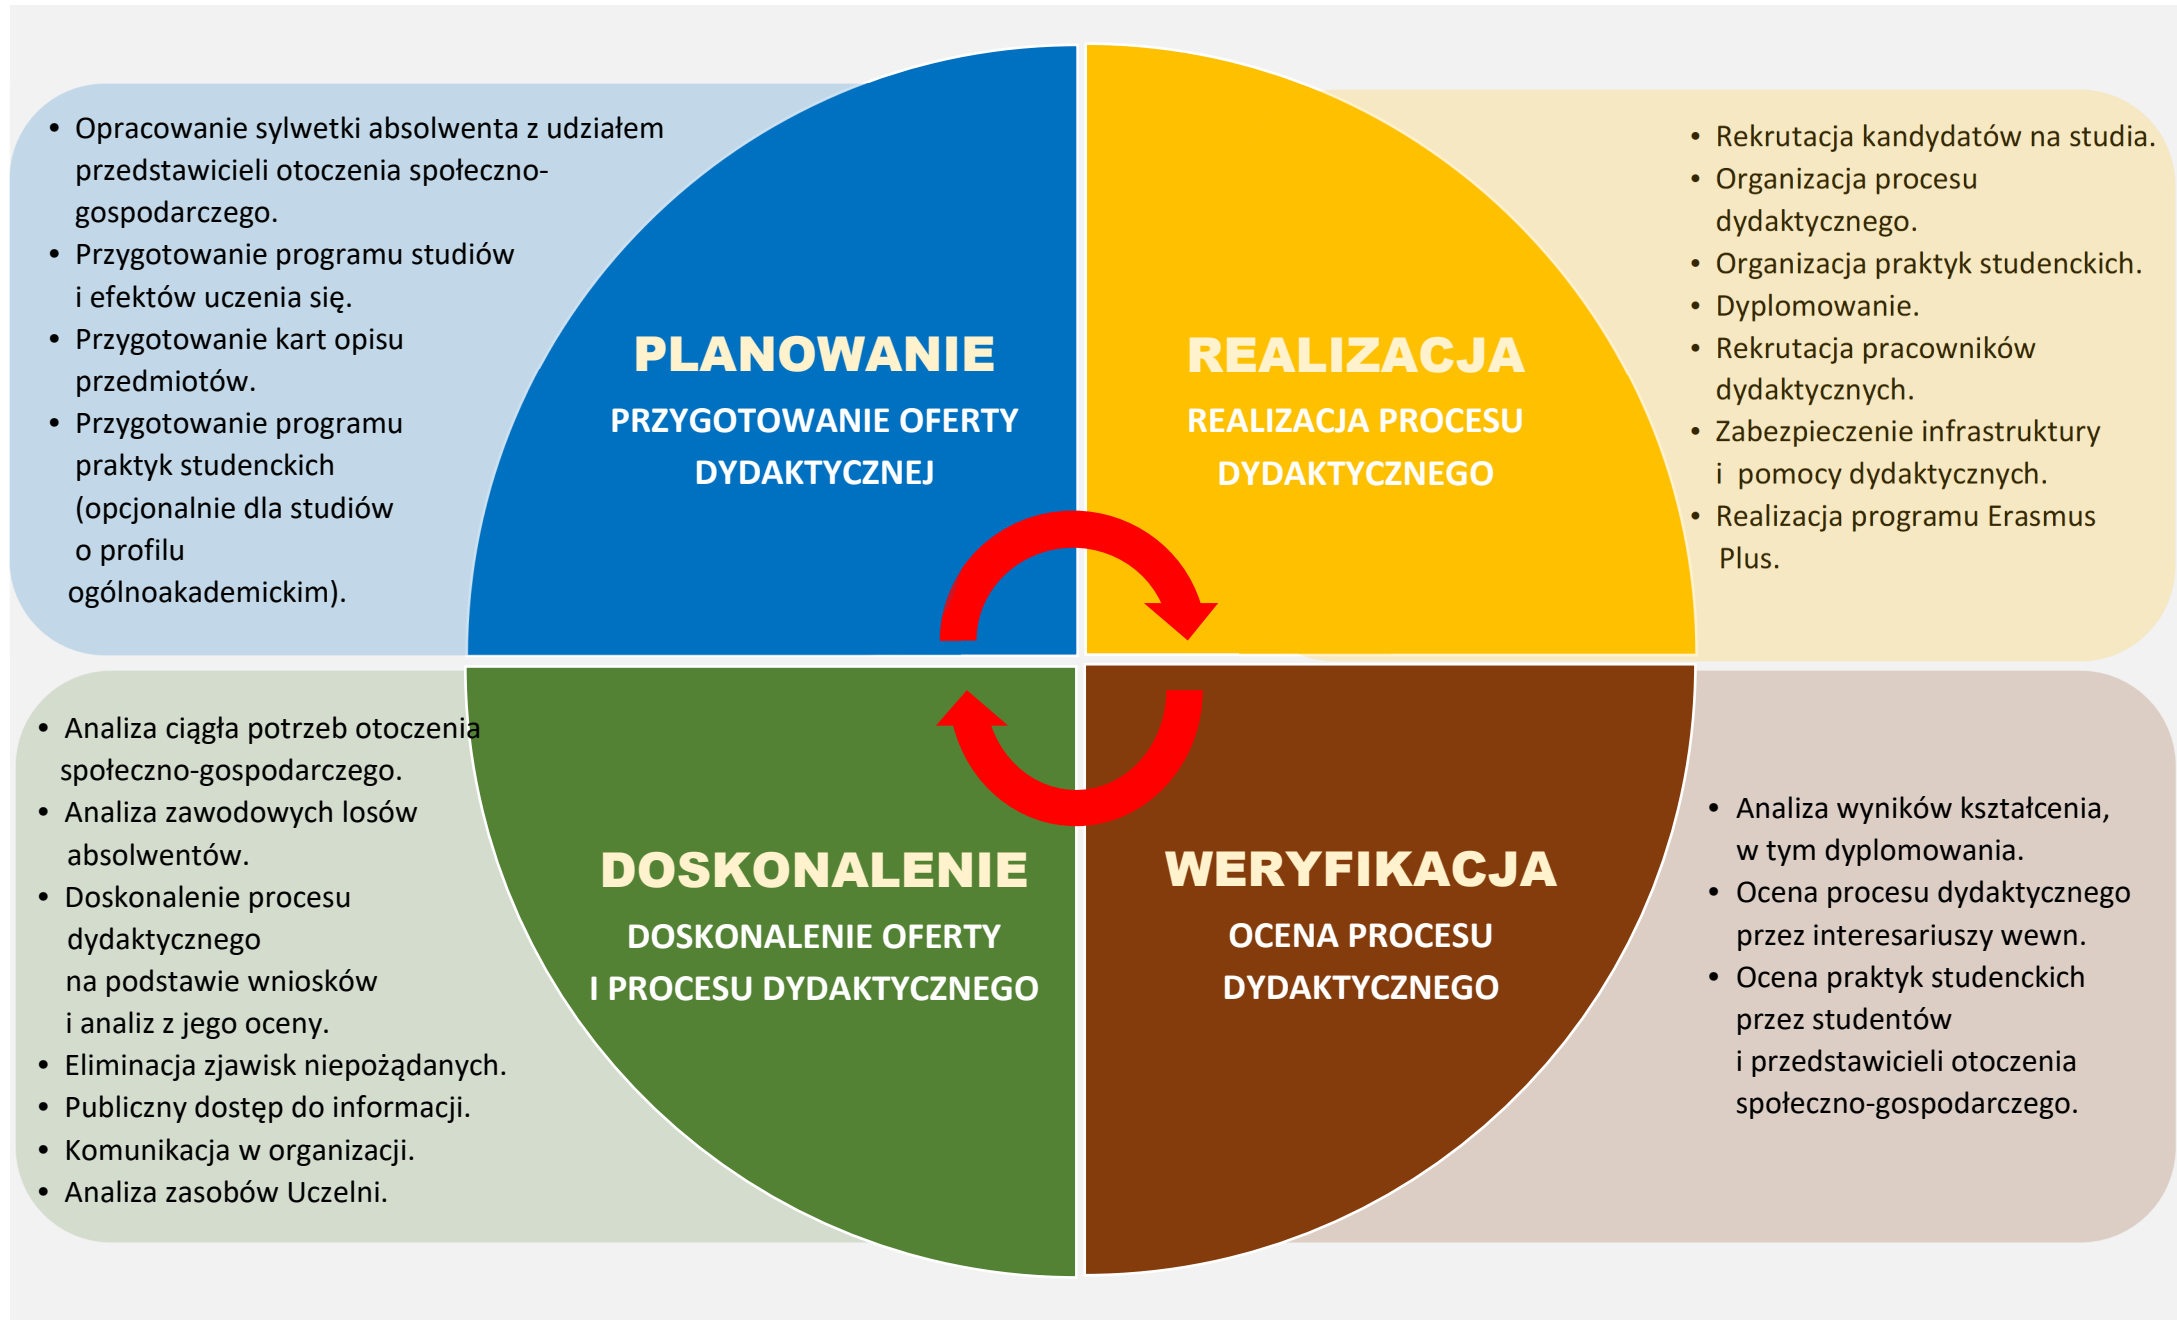 • Opracowanie sylwetki absolwenta z udziałem
przedstawicieli otoczenia społeczno-
gospodarczego.
• Przygotowanie programu studiów
i efektów uczenia się.
• Przygotowanie kart opisu
przedmiotów.
• Przygotowanie programu
praktyk studenckich
(opcjonalnie dla studiów
o profilu
ogólnoakademickim).
PLANOWANIE
PRZYGOTOWANIE OFERTY
DYDAKTYCZNEJ
REALIZACJA
REALIZACJA PROCESU
DYDAKTYCZNEGO
• Rekrutacja kandydatów na studia.
• Organizacja procesu
dydaktycznego.
• Organizacja praktyk studenckich.
• Dyplomowanie.
• Rekrutacja pracowników
dydaktycznych.
• Zabezpieczenie infrastruktury
i pomocy dydaktycznych.
• Realizacja programu Erasmus
Plus.
• Analiza ciągła potrzeb otoczenia
społeczno-gospodarczego.
• Analiza zawodowych losów
absolwentów.
• Doskonalenie procesu
dydaktycznego
na podstawie wniosków
i analiz z jego oceny.
• Eliminacja zjawisk niepożądanych.
• Publiczny dostęp do informacji.
• Komunikacja w organizacji.
• Analiza zasobów Uczelni.
DOSKONALENIE
DOSKONALENIE OFERTY
I PROCESU DYDAKTYCZNEGO
WERYFIKACJA
OCENA PROCESU
DYDAKTYCZNEGO
• Analiza wyników kształcenia,
w tym dyplomowania.
• Ocena procesu dydaktycznego
przez interesariuszy wewn.
• Ocena praktyk studenckich
przez studentów
i przedstawicieli otoczenia
społeczno-gospodarczego.